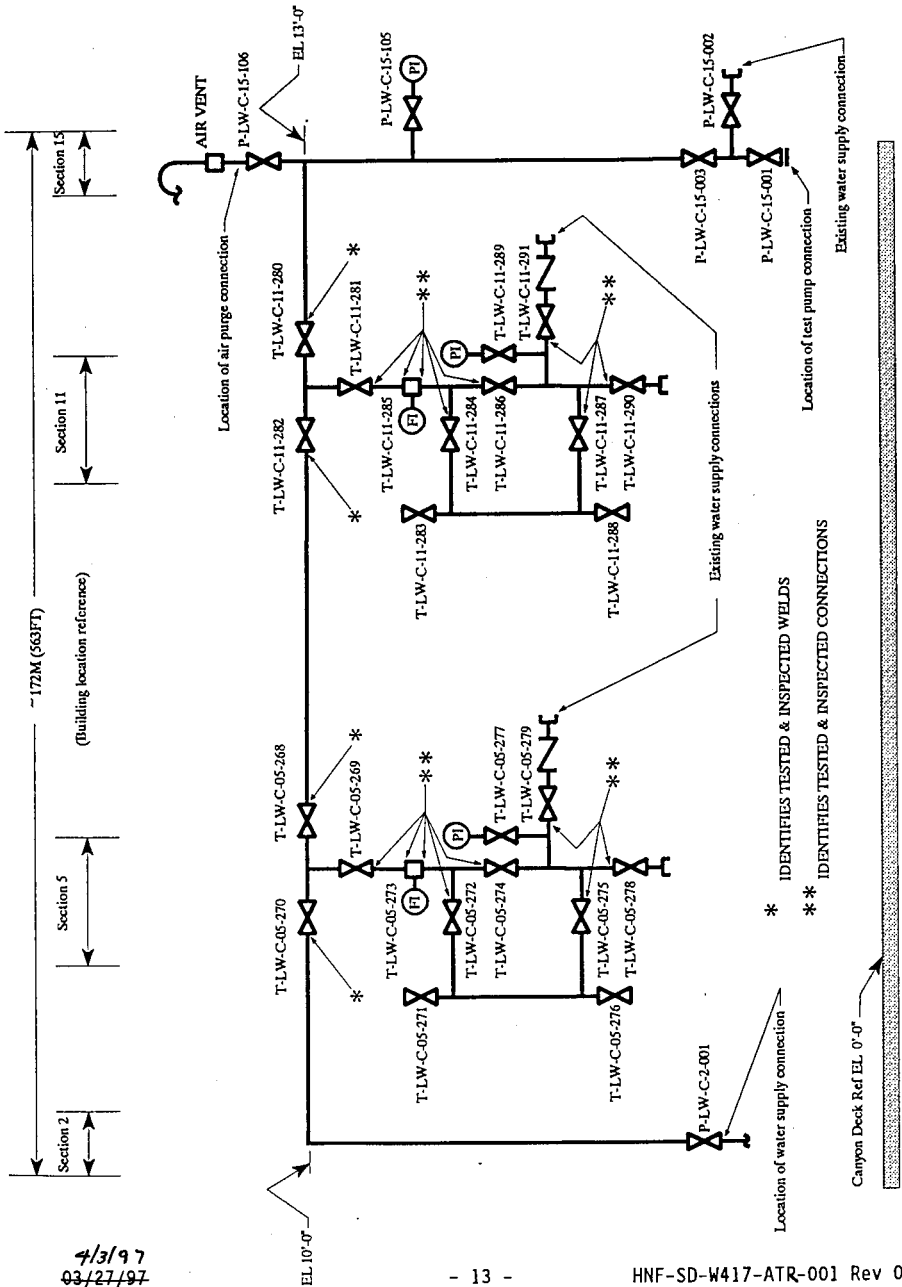 ~172M (563FT)
Section 2
Section 5
(Building location reference)
Section 11
Section 15
AIR VENT
P-LW-C-15-106
EL 13'-0"
Location of air purge connection
P-LW-C-15-105
PI
EL 10'-0"
T-LW-C-05-270
T-LW-C-05-268
T-LW-C-05-269
*
*
**
T-LW-C-05-273
FI
T-LW-C-05-272
T-LW-C-05-274
PI
T-LW-C-05-277
T-LW-C-05-279
T-LW-C-05-271
T-LW-C-05-275
T-LW-C-05-278
T-LW-C-05-276
**
T-LW-C-11-282
T-LW-C-11-280
T-LW-C-11-281
*
*
**
T-LW-C-11-285
FI
T-LW-C-11-284
T-LW-C-11-286
PI
T-LW-C-11-289
T-LW-C-11-291
T-LW-C-11-283
T-LW-C-11-287
T-LW-C-11-290
T-LW-C-11-288
**
Existing water supply connections
P-LW-C-2-001
Location of water supply connection
P-LW-C-15-003
P-LW-C-15-002
P-LW-C-15-001
Location of test pump connection
Existing water supply connection
* IDENTIFIES TESTED & INSPECTED WELDS
** IDENTIFIES TESTED & INSPECTED CONNECTIONS
Canyon Deck Ref EL 0'-0"
4/3/97
03/27/97
- 13 -
HNF-SD-W417-ATR-001 Rev 0